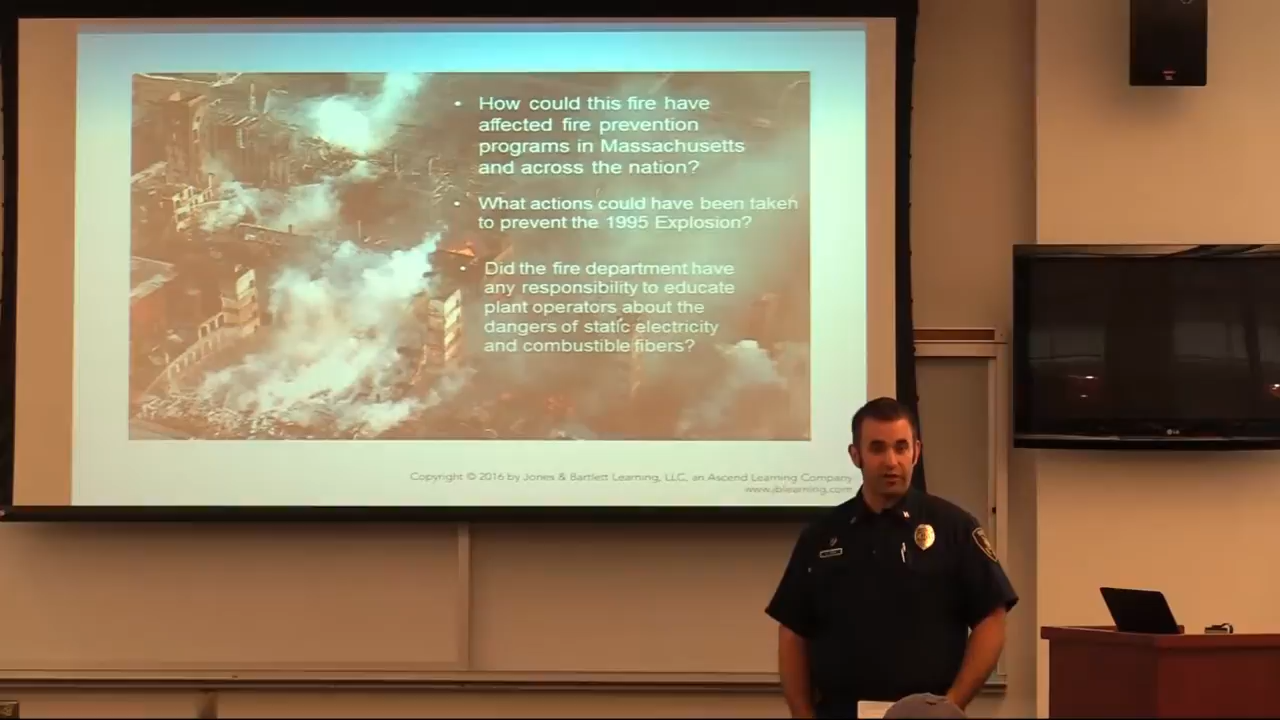 • How could this fire have
affected fire prevention
programs in Massachusetts
and across the nation?
• What actions could have been taken
to prevent the 1995 Explosion?
• Did the fire department have
any responsibility to educate
plant operators about the
dangers of static electricity
and combustible fibers?
Copyright © 2016 by Jones & Bartlett Learning, LLC, an Ascend Learning Company
www.jblearning.com
LG